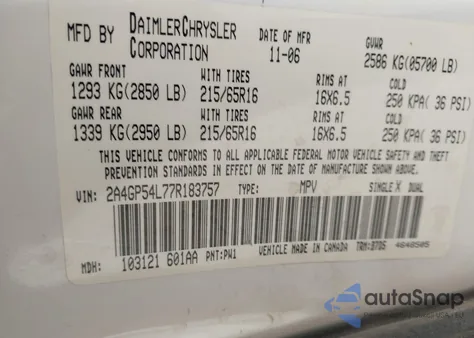 MFD BY DAIMLERCHRYSLER CORPORATION DATE OF MFR 11-06 GVWR 2586 KG(05700 LB)
GAWR FRONT WITH TIRES RIMS AT COLD
1293 KG(2850 LB) 215/65R16 16X6.5 250 KPA( 36 PSI)
GAWR REAR WITH TIRES RIMS AT COLD
1339 KG(2950 LB) 215/65R16 16X6.5 250 KPA( 36 PSI)
THIS VEHICLE CONFORMS TO ALL APPLICABLE FEDERAL MOTOR VEHICLE SAFETY AND THEFT
PREVENTION STANDARDS IN EFFECT ON THE DATE OF MANUFACTURE SHOWN ABOVE.
VIN: 2A4GP54L77R183757 TYPE: MPV SINGLE X DUAL
VEHICLE MADE IN CANADA TRM:B7D5 4648505
MDH: 103121 601AA PNT:PW1
autoSnap